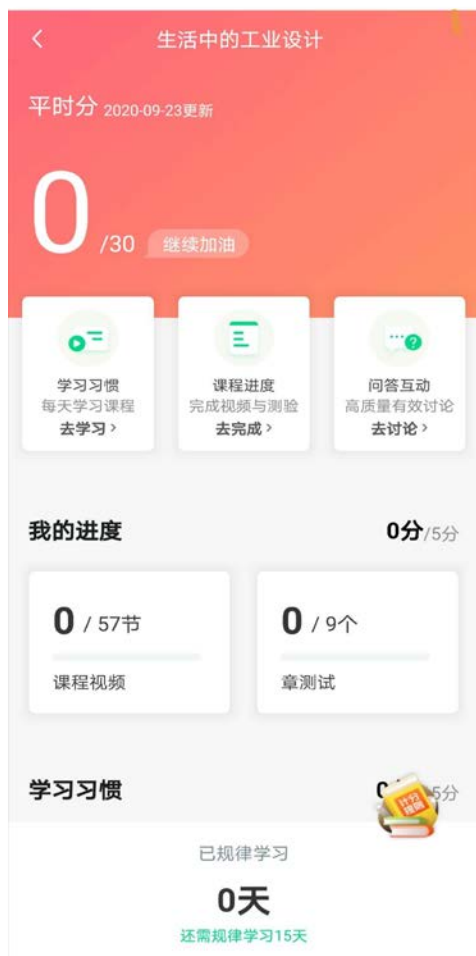 生活中的工业设计
平时分 2020-09-23更新
0/30 继续加油
学习习惯
每天学习课程
去学习>
课程进度
完成视频与测验
去完成>
问答互动
高质量有效讨论
去讨论>
我的进度 0分/5分
0 / 57节
课程视频
0 / 9个
章测试
学习习惯 5分
计分
已规律学习
0天
还需规律学习15天